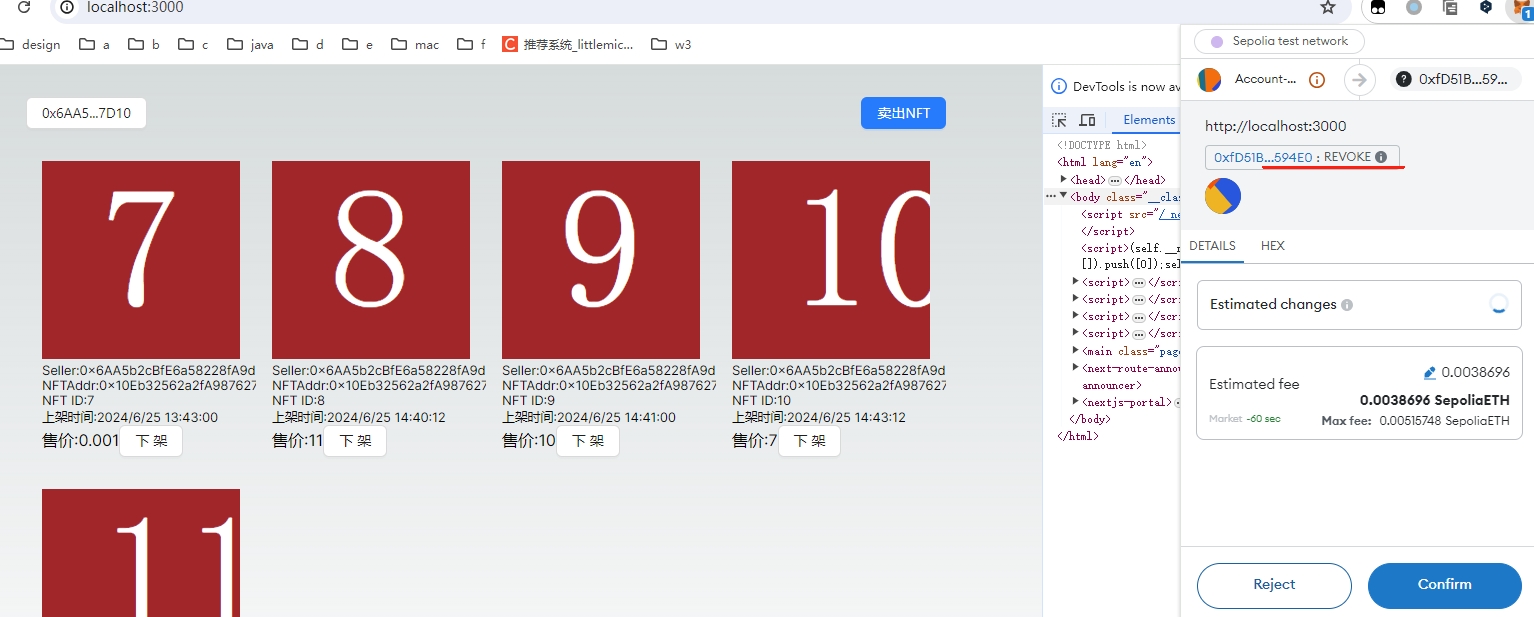 localhost:3000
design a b c java d e mac f 推荐系统_littlemic... w3
0x6AA5...7D10
卖出NFT
7
8
9
10
Seller:0×6AA5b2cBfE6a58228fA9d
NFTAddr:0×10Eb32562a2fA987627
NFT ID:7
上架时间:2024/6/25 13:43:00
售价:0.001 下 架
Seller:0×6AA5b2cBfE6a58228fA9d
NFTAddr:0×10Eb32562a2fA987627
NFT ID:8
上架时间:2024/6/25 14:40:12
售价:11 下 架
Seller:0×6AA5b2cBfE6a58228fA9d
NFTAddr:0×10Eb32562a2fA987627
NFT ID:9
上架时间:2024/6/25 14:41:00
售价:10 下 架
Seller:0×6AA5b2cBfE6a58228fA9d
NFTAddr:0×10Eb32562a2fA987627
NFT ID:10
上架时间:2024/6/25 14:43:12
售价:7 下 架
11
DevTools is now av
Elements
<!DOCTYPE html>
<html lang="en">
<head> ... </head>
... <body class="__clas
<script src="/_ne
</script>
<script>(self.__n
[]).push([0]);sel
<script> ... </scri
<script> ... </scri
<script> ... </scri
<script> ... </scri
<main class="page
<next-route-annou
announcer>
<nextjs-portal>
</body>
</html>
1
Sepolia test network
Account-...
0xfD51B...59...
http://localhost:3000
0xfD51B...594E0 : REVOKE
DETAILS HEX
Estimated changes
Estimated fee
0.0038696
0.0038696 SepoliaETH
Market ~60 sec
Max fee: 0.00515748 SepoliaETH
Reject
Confirm